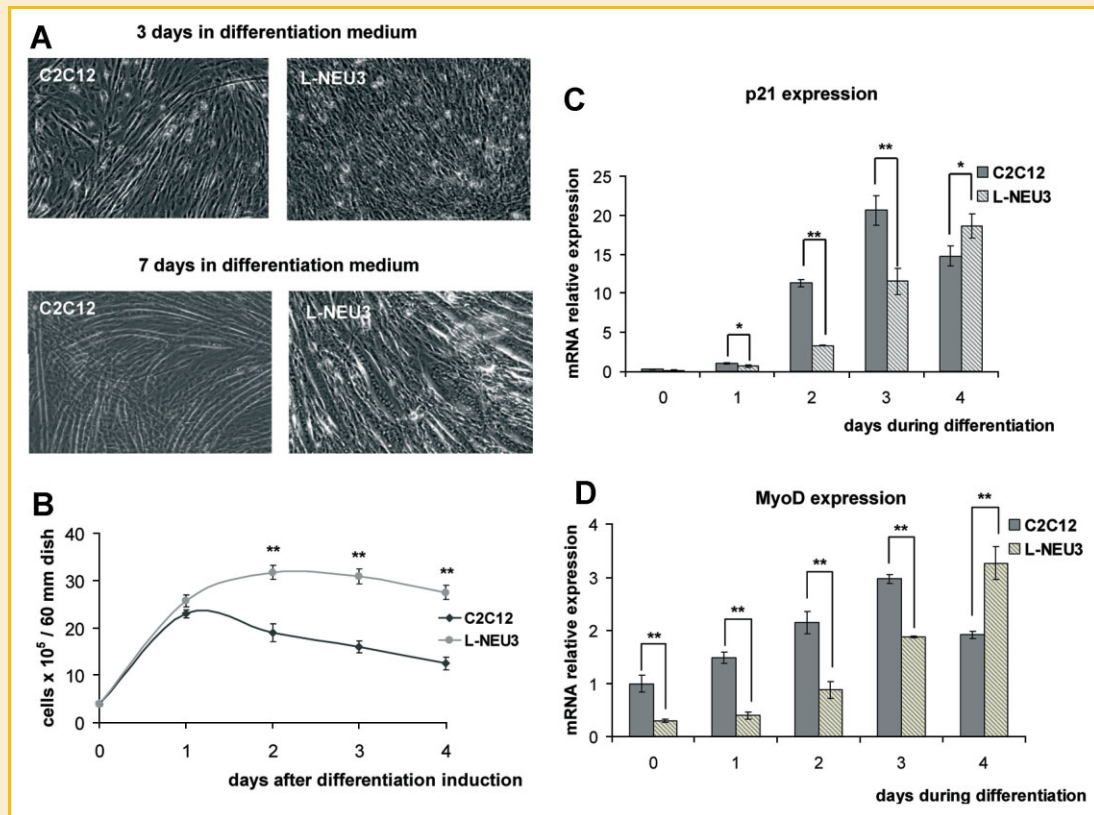 A
3 days in differentiation medium
C2C12
L-NEU3
7 days in differentiation medium
C2C12
L-NEU3
B
cells x 10⁵ / 60 mm dish
40
30
20
10
0
** ** **
C2C12
L-NEU3
0 1 2 3 4
days after differentiation induction
C
p21 expression
mRNA relative expression
25
20
15
10
5
0
* ** ** *
C2C12
L-NEU3
0 1 2 3 4
days during differentiation
D
MyoD expression
mRNA relative expression
4
3
2
1
0
** ** ** ** **
C2C12
L-NEU3
0 1 2 3 4
days during differentiation